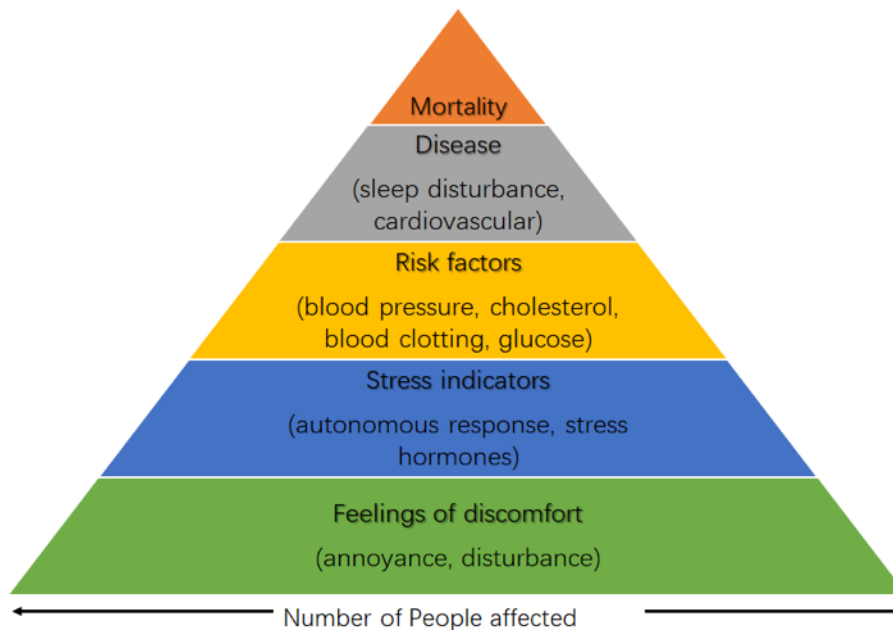 Mortality
Disease
(sleep disturbance,
cardiovascular)
Risk factors
(blood pressure, cholesterol,
blood clotting, glucose)
Stress indicators
(autonomous response, stress
hormones)
Feelings of discomfort
(annoyance, disturbance)
Number of People affected